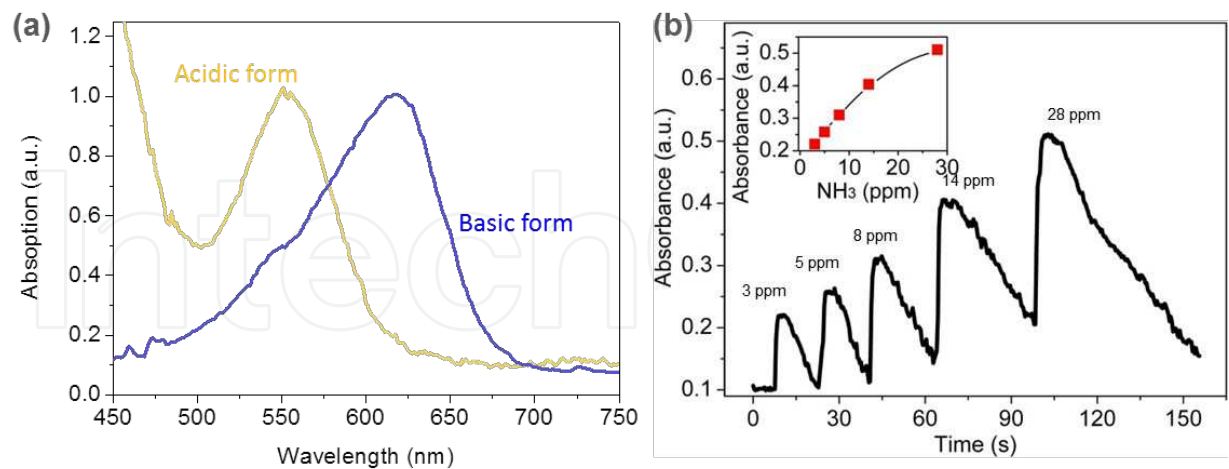 (a)
1.2
1.0
0.8
0.6
0.4
0.2
0.0
Absoption (a.u.)
Acidic form
Basic form
Intech
450 500 550 600 650 700 750
Wavelength (nm)
(b)
0.6
0.5
0.4
0.3
0.2
0.1
Absorbance (a.u.)
0.5
0.4
0.3
0.2
Absorbance (a.u.)
0 10 20 30
NH3 (ppm)
3 ppm
5 ppm
8 ppm
14 ppm
28 ppm
0 30 60 90 120 150
Time (s)